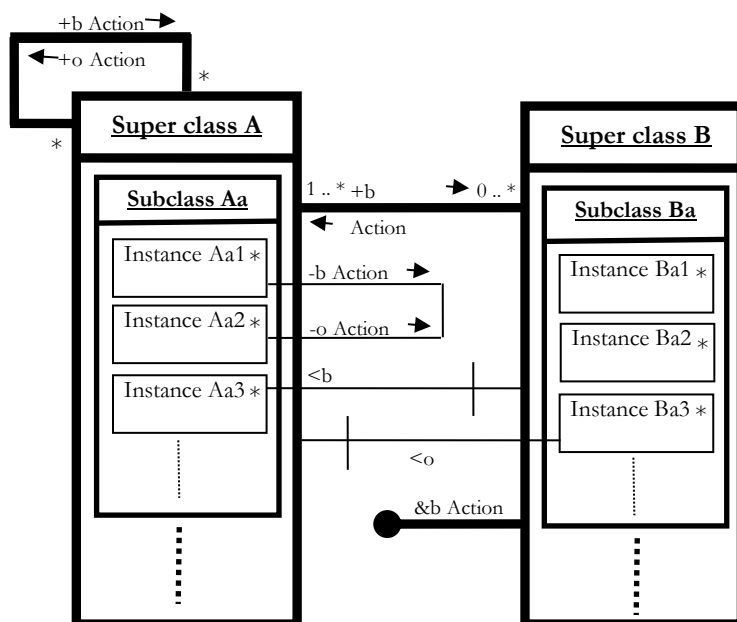 +b Action
+o Action
*
*
Super class A
Super class B
1 .. * +b 0 .. *
Action
Subclass Aa
Subclass Ba
Instance Aa1 *
Instance Aa2 *
Instance Aa3 *
-b Action
-o Action
<b
<o
Instance Ba1 *
Instance Ba2 *
Instance Ba3 *
&b Action